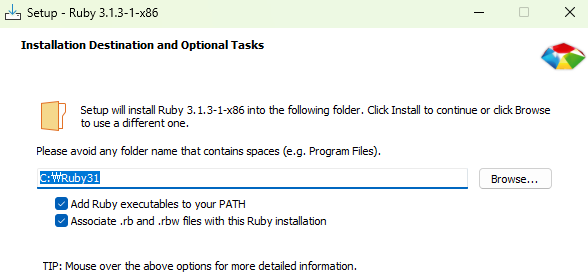 Setup - Ruby 3.1.3-1-x86
Installation Destination and Optional Tasks
Setup will install Ruby 3.1.3-1-x86 into the following folder. Click Install to continue or click Browse
to use a different one.
Please avoid any folder name that contains spaces (e.g. Program Files).
C:₩Ruby31
Browse...
Add Ruby executables to your PATH
Associate .rb and .rbw files with this Ruby installation
TIP: Mouse over the above options for more detailed information.